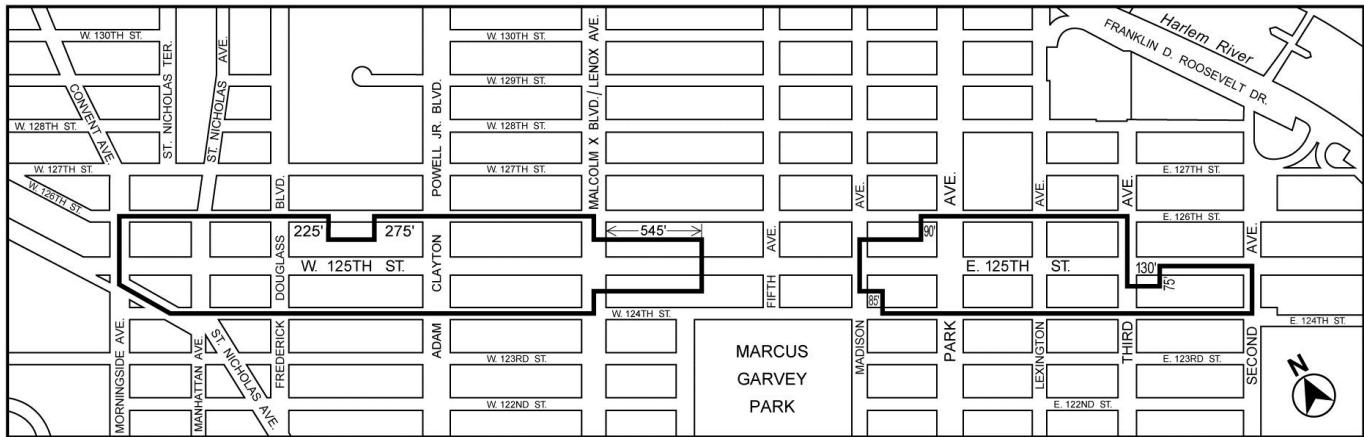 W. 130TH ST.
W. 130TH ST.
Harlem River
FRANKLIN D. ROOSEVELT DR.
CONVENT AVE.
ST. NICHOLAS TER.
ST. NICHOLAS AVE.
POWELL JR. BLVD.
MALCOLM X BLVD./ LENOX AVE.
W. 129TH ST.
W. 128TH ST.
W. 128TH ST.
W. 127TH ST.
W. 127TH ST.
E. 127TH ST.
W. 126TH ST.
BLVD.
AVE.
AVE.
AVE.
AVE.
E. 126TH ST.
225'
275'
545'
90'
AVE.
AVE.
W. 125TH ST.
E. 125TH ST.
130'
75'
DOUGLASS
CLAYTON
FIFTH
85'
W. 124TH ST.
E. 124TH ST.
MORNINGSIDE AVE.
MANHATTAN AVE.
ST. NICHOLAS AVE.
FREDERICK
ADAM
MADISON
PARK
LEXINGTON
THIRD
SECOND
W. 123RD ST.
E. 123RD ST.
MARCUS
GARVEY
PARK
W. 122ND ST.
E. 122ND ST.
N